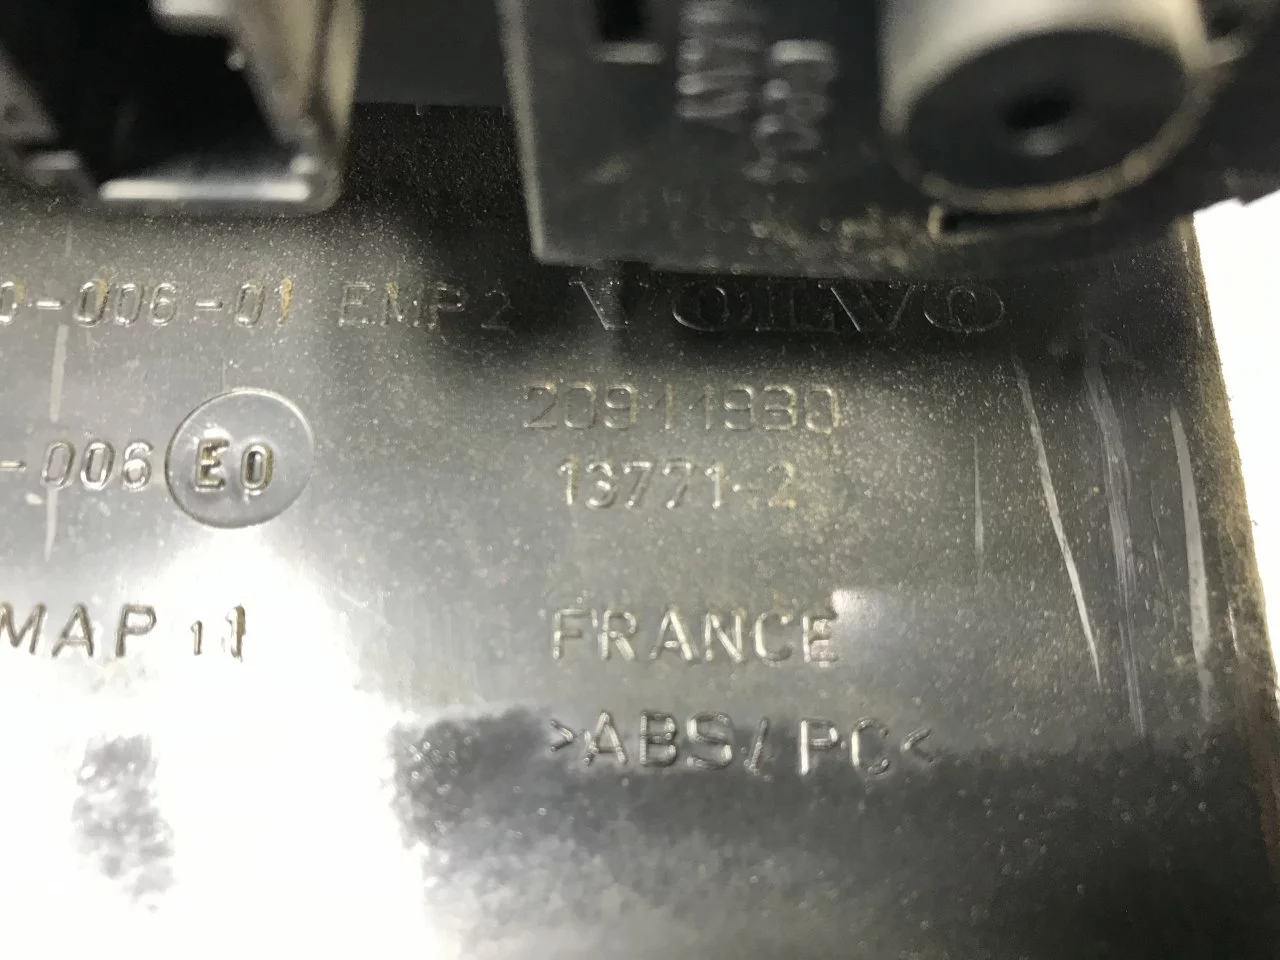 0-006-01 EMP2 VOLVO
20911930
-006 E0
13771-2
MAP 11
FRANCE
>ABS/PC<